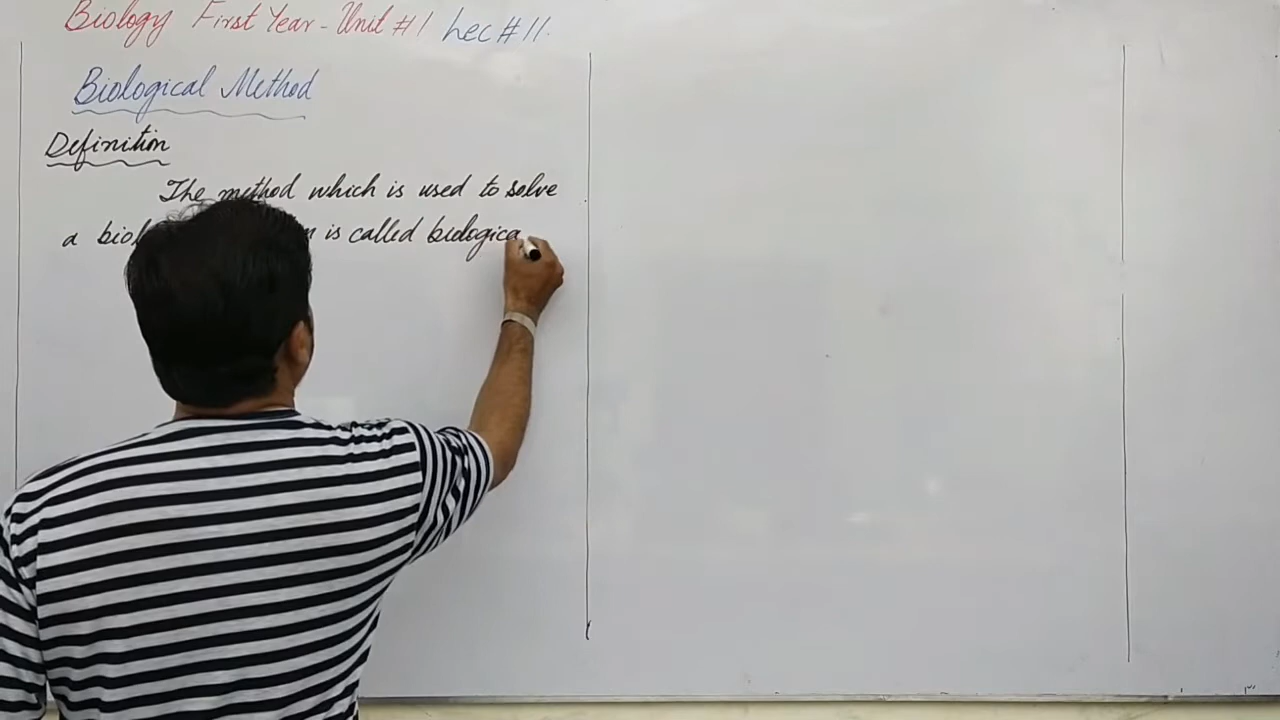 Biology First Year - Unit #1 Lec #11.
Biological Method
Definition
The method which is used to solve
a is called biologica